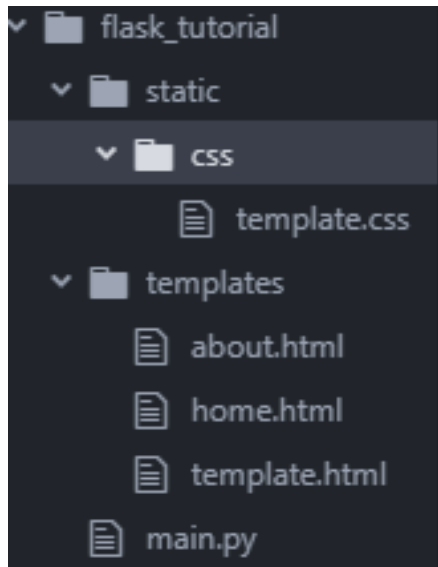 flask_tutorial
static
css
template.css
templates
about.html
home.html
template.html
main.py